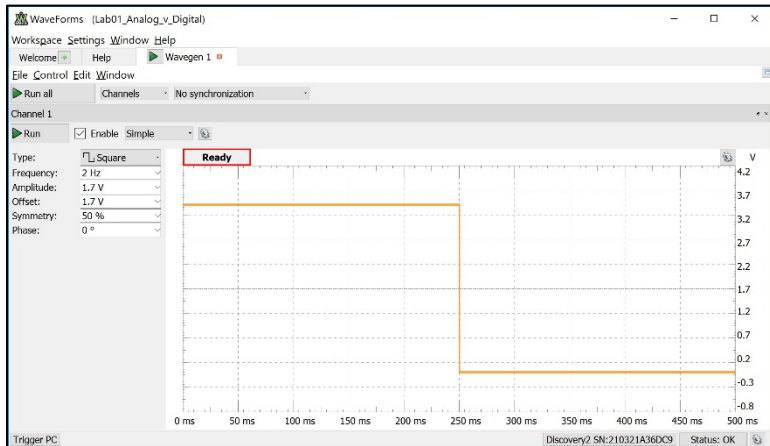 WaveForms (Lab01_Analog_v_Digital)
Workspace Settings Window Help
Welcome Help Wavegen 1
File Control Edit Window
Run all Channels No synchronization
Channel 1
Run Enable Simple
Type: Square
Frequency: 2 Hz
Amplitude: 1.7 V
Offset: 1.7 V
Symmetry: 50 %
Phase: 0 °
Ready V
4.2
3.7
3.2
2.7
2.2
1.7
1.2
0.7
0.2
-0.3
-0.8
0 ms 50 ms 100 ms 150 ms 200 ms 250 ms 300 ms 350 ms 400 ms 450 ms 500 ms
Trigger PC Discovery2 SN:210321A36DC9 Status: OK